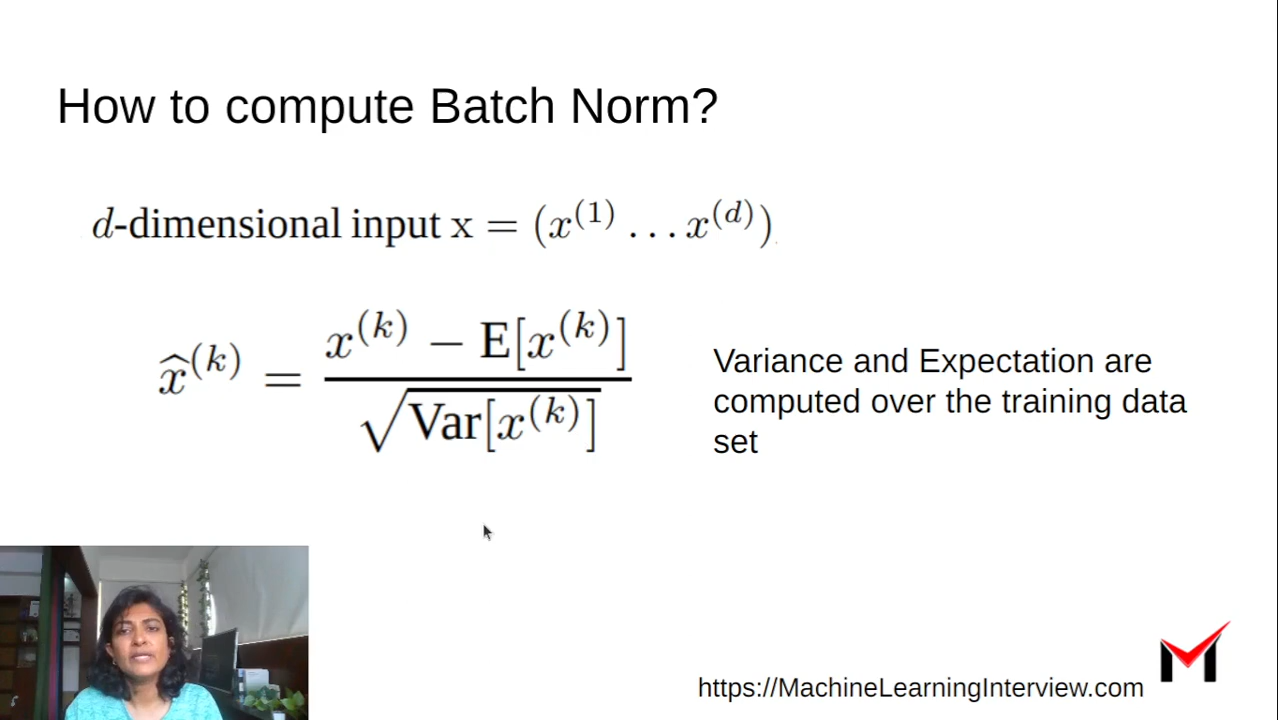 How to compute Batch Norm?
d-dimensional input x = (x^(1) . . . x^(d))
x̂^(k) = (x^(k) − E[x^(k)]) / √Var[x^(k)]
Variance and Expectation are
computed over the training data
set
https://MachineLearningInterview.com